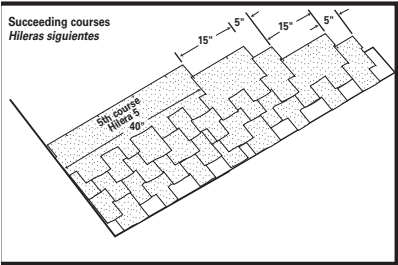 Succeeding courses
Hileras siguientes
15"
5"
15"
5"
5th course
Hilera 5
40"